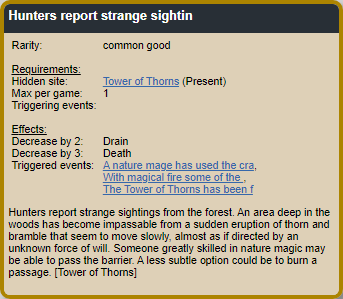 Hunters report strange sightin
Rarity: common good
Requirements:
Hidden site: Tower of Thorns (Present)
Max per game: 1
Triggering events:
Effects:
Decrease by 2: Drain
Decrease by 3: Death
Triggered events: A nature mage has used the cra,
With magical fire some of the ,
The Tower of Thorns has been f
Hunters report strange sightings from the forest. An area deep in the
woods has become impassable from a sudden eruption of thorn and
bramble that seem to move slowly, almost as if directed by an
unknown force of will. Someone greatly skilled in nature magic may
be able to pass the barrier. A less subtle option could be to burn a
passage. [Tower of Thorns]